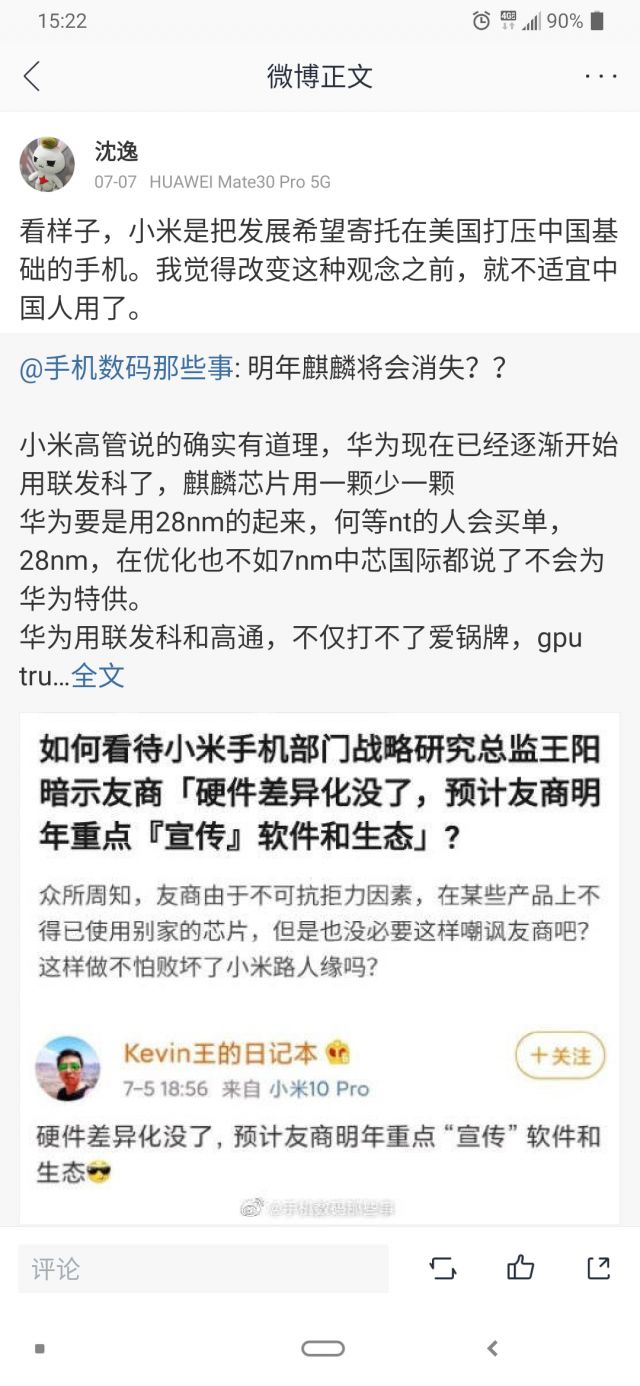 15:22
4G 90%
微博正文
沈逸
07-07 HUAWEI Mate30 Pro 5G
看样子，小米是把发展希望寄托在美国打压中国基
础的手机。我觉得改变这种观念之前，就不适宜中
国人用了。
@手机数码那些事: 明年麒麟将会消失？？
小米高管说的确实有道理，华为现在已经逐渐开始
用联发科了，麒麟芯片用一颗少一颗
华为要是用28nm的起来，何等nt的人会买单，
28nm，在优化也不如7nm中芯国际都说了不会为
华为特供。
华为用联发科和高通，不仅打不了爱锅牌，gpu
tru...全文
如何看待小米手机部门战略研究总监王阳
暗示友商「硬件差异化没了，预计友商明
年重点『宣传』软件和生态」?
众所周知，友商由于不可抗拒力因素，在某些产品上不
得已使用别家的芯片，但是也没必要这样嘲讽友商吧?
这样做不怕败坏了小米路人缘吗?
Kevin王的日记本
+关注
7-5 18:56 来自 小米10 Pro
硬件差异化没了, 预计友商明年重点 “宣传” 软件和
生态
@手机数码那些事
评论